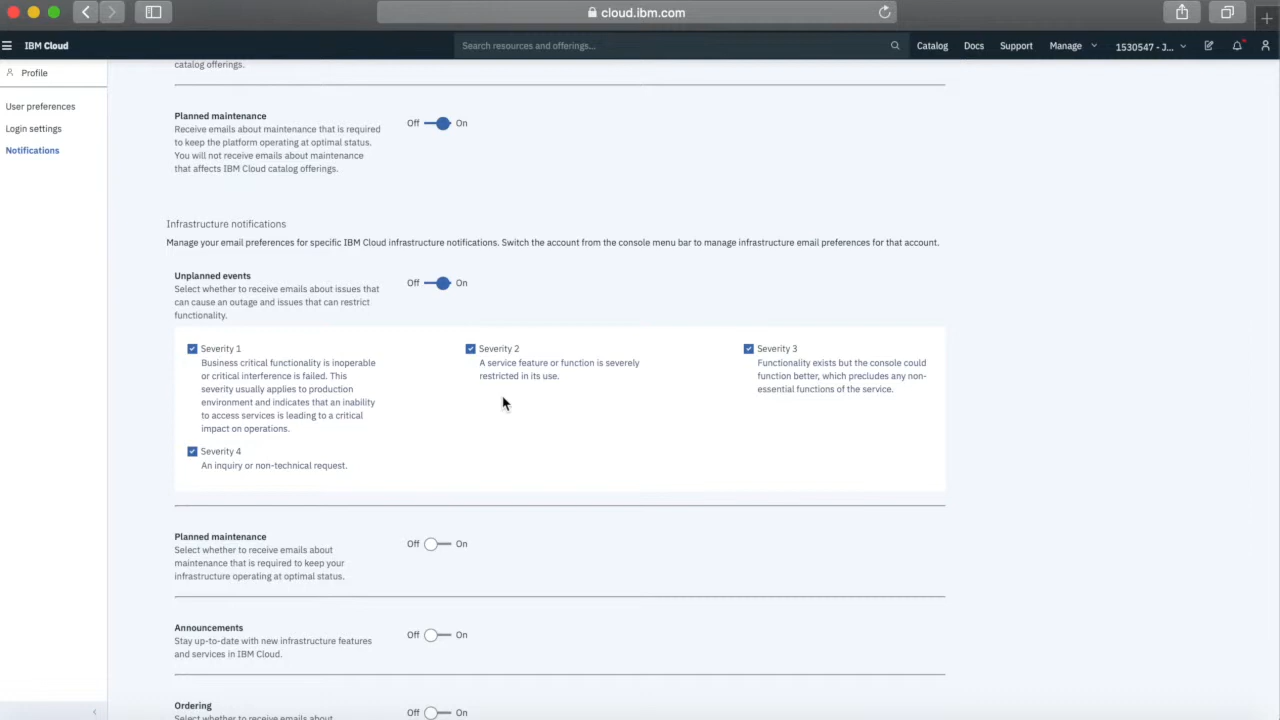 cloud.ibm.com
IBM Cloud
Search resources and offerings...
Catalog
Docs
Support
Manage
1530547 - J...
Profile
User preferences
Login settings
Notifications
catalog offerings.
Planned maintenance
Receive emails about maintenance that is required
to keep the platform operating at optimal status.
You will not receive emails about maintenance
that affects IBM Cloud catalog offerings.
Off On
Infrastructure notifications
Manage your email preferences for specific IBM Cloud infrastructure notifications. Switch the account from the console menu bar to manage infrastructure email preferences for that account.
Unplanned events
Select whether to receive emails about issues that
can cause an outage and issues that can restrict
functionality.
Off On
Severity 1
Business critical functionality is inoperable
or critical interference is failed. This
severity usually applies to production
environment and indicates that an inability
to access services is leading to a critical
impact on operations.
Severity 2
A service feature or function is severely
restricted in its use.
Severity 3
Functionality exists but the console could
function better, which precludes any non-
essential functions of the service.
Severity 4
An inquiry or non-technical request.
Planned maintenance
Select whether to receive emails about
maintenance that is required to keep your
infrastructure operating at optimal status.
Off On
Announcements
Stay up-to-date with new infrastructure features
and services in IBM Cloud.
Off On
Ordering
Select whether to receive emails about
Off On